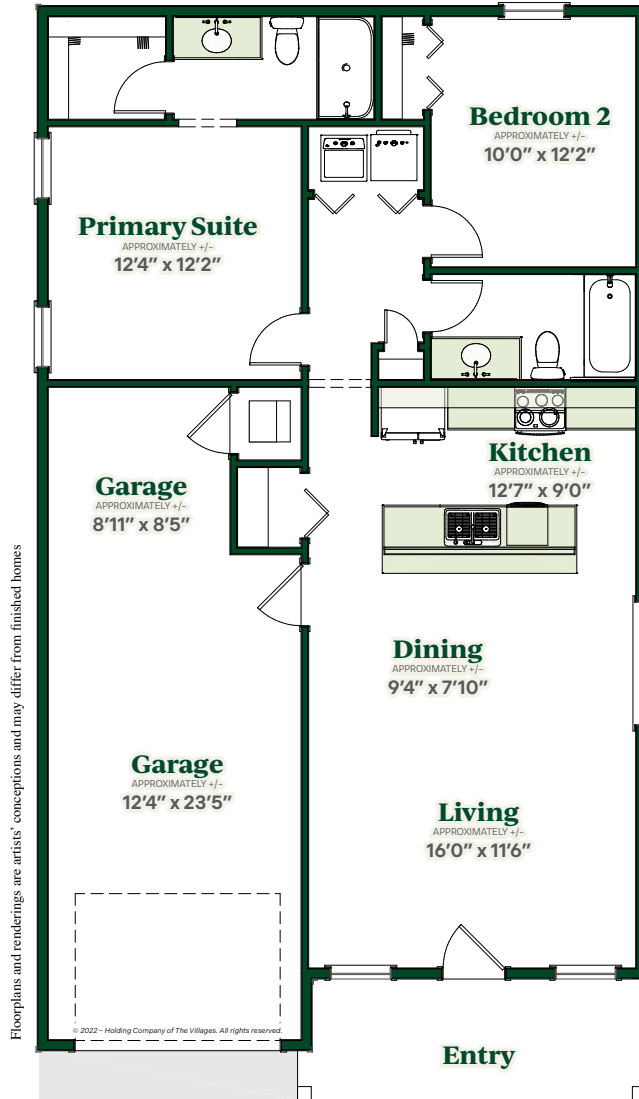 Bedroom 2
APPROXIMATELY +/-
10'0" x 12'2"
Primary Suite
APPROXIMATELY +/-
12'4" x 12'2"
Kitchen
APPROXIMATELY +/-
12'7" x 9'0"
Garage
APPROXIMATELY +/-
8'11" x 8'5"
Dining
APPROXIMATELY +/-
9'4" x 7'10"
Garage
APPROXIMATELY +/-
12'4" x 23'5"
Living
APPROXIMATELY +/-
16'0" x 11'6"
Floorplans and renderings are artists' conceptions and may differ from finished homes
© 2022 - Holding Company of The Villages. All rights reserved.
Entry